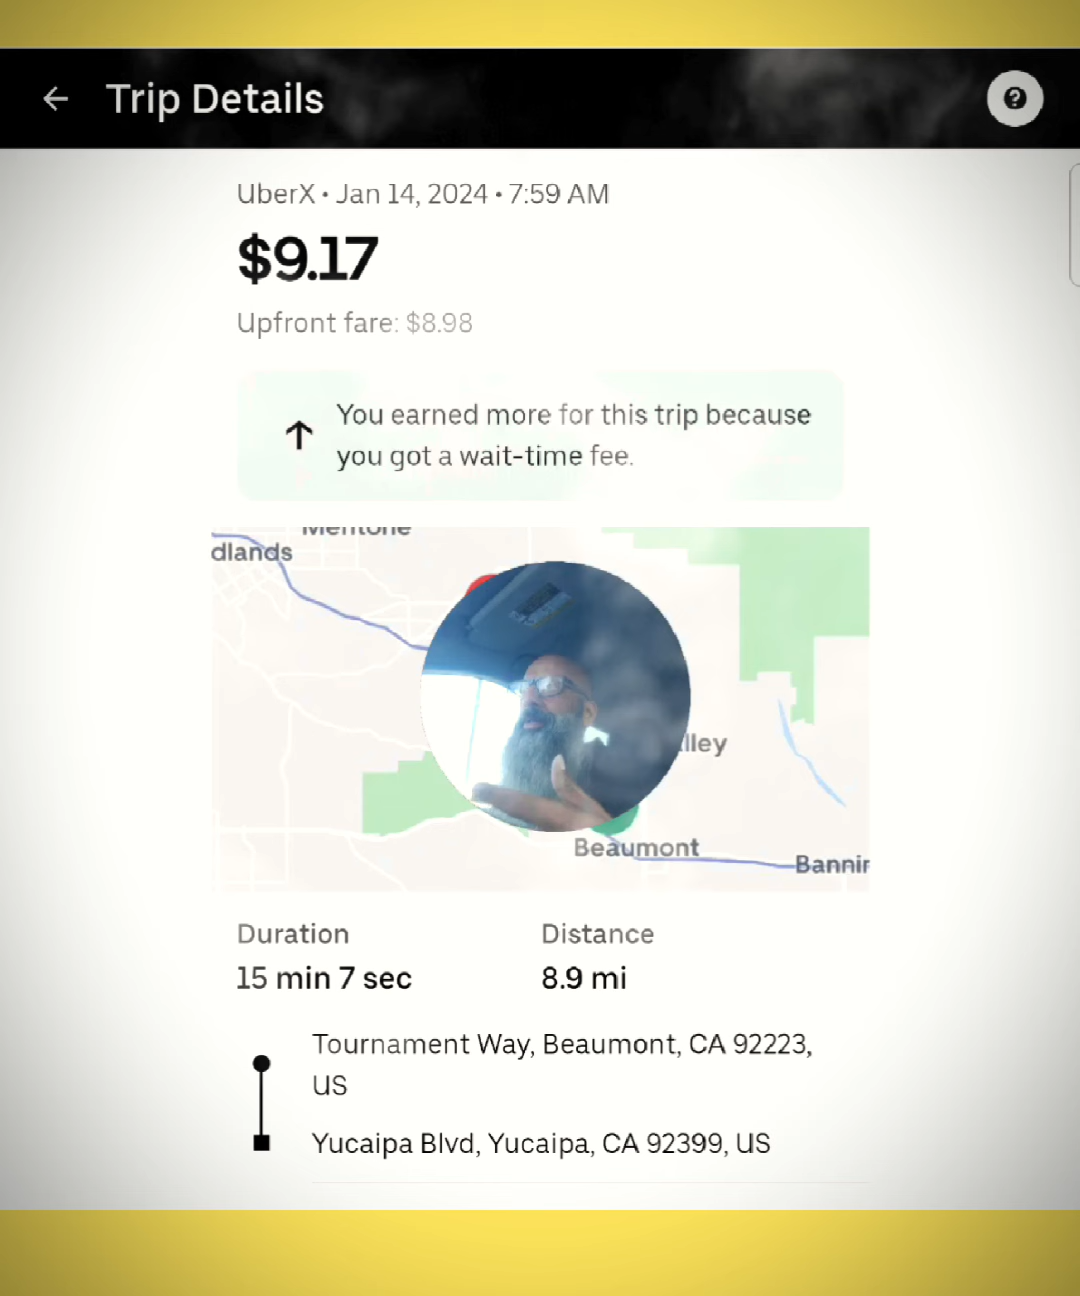 Trip Details
UberX • Jan 14, 2024 • 7:59 AM
$9.17
Upfront fare: $8.98
You earned more for this trip because
you got a wait-time fee.
Mentone
dlands
lley
Beaumont
Bannin
Duration
Distance
15 min 7 sec
8.9 mi
Tournament Way, Beaumont, CA 92223,
US
Yucaipa Blvd, Yucaipa, CA 92399, US